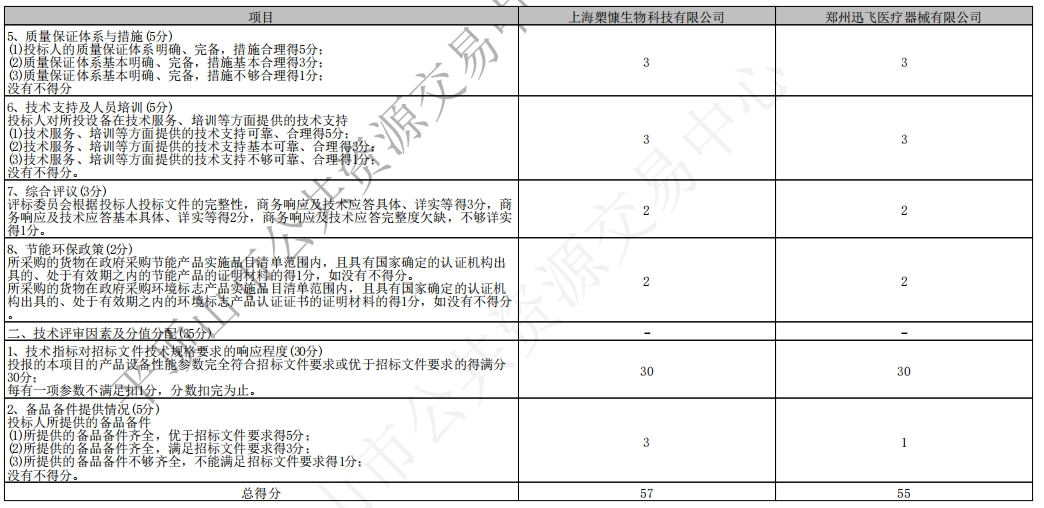 项目 上海槊慷生物科技有限公司 郑州迅飞医疗器械有限公司
5、质量保证体系与措施(5分)
(1)投标人的质量保证体系明确、完备，措施合理得5分；
(2)质量保证体系基本明确、完备，措施基本合理得3分；
(3)质量保证体系基本明确、完备，措施不够合理得1分；
没有不得分
3 3
6、技术支持及人员培训(5分)
投标人对所投设备在技术服务、培训等方面提供的技术支持
(1)技术服务、培训等方面提供的技术支持可靠、合理得5分；
(2)技术服务、培训等方面提供的技术支持基本可靠、合理得3分；
(3)技术服务、培训等方面提供的技术支持不够可靠、合理得1分；
没有不得分。
3 3
7、综合评议(3分)
评标委员会根据投标人投标文件的完整性，商务响应及技术应答具体、详实等得3分，商
务响应及技术应答基本具体、详实等得2分，商务响应及技术应答完整度欠缺，不够详实
得1分。
2 2
8、节能环保政策(2分)
所采购的货物在政府采购节能产品实施品目清单范围内，且具有国家确定的认证机构出
具的、处于有效期之内的节能产品的证明材料的得1分，如没有不得分。
所采购的货物在政府采购环境标志产品实施品目清单范围内，且具有国家确定的认证机
构出具的、处于有效期之内的环境标志产品认证证书的证明材料的得1分，如没有不得分
。
2 2
二、技术评审因素及分值分配(35分) – –
1、技术指标对招标文件技术规格要求的响应程度(30分)
投报的本项目的产品设备性能参数完全符合招标文件要求或优于招标文件要求的得满分
30分；
每有一项参数不满足扣1分，分数扣完为止。
30 30
2、备品备件提供情况(5分)
投标人所提供的备品备件
(1)所提供的备品备件齐全，优于招标文件要求得5分；
(2)所提供的备品备件齐全，满足招标文件要求得3分；
(3)所提供的备品备件不够齐全，不能满足招标文件要求得1分；
没有不得分。
3 1
总得分 57 55
平顶山市公共资源交易中
山市公共资源交易中心